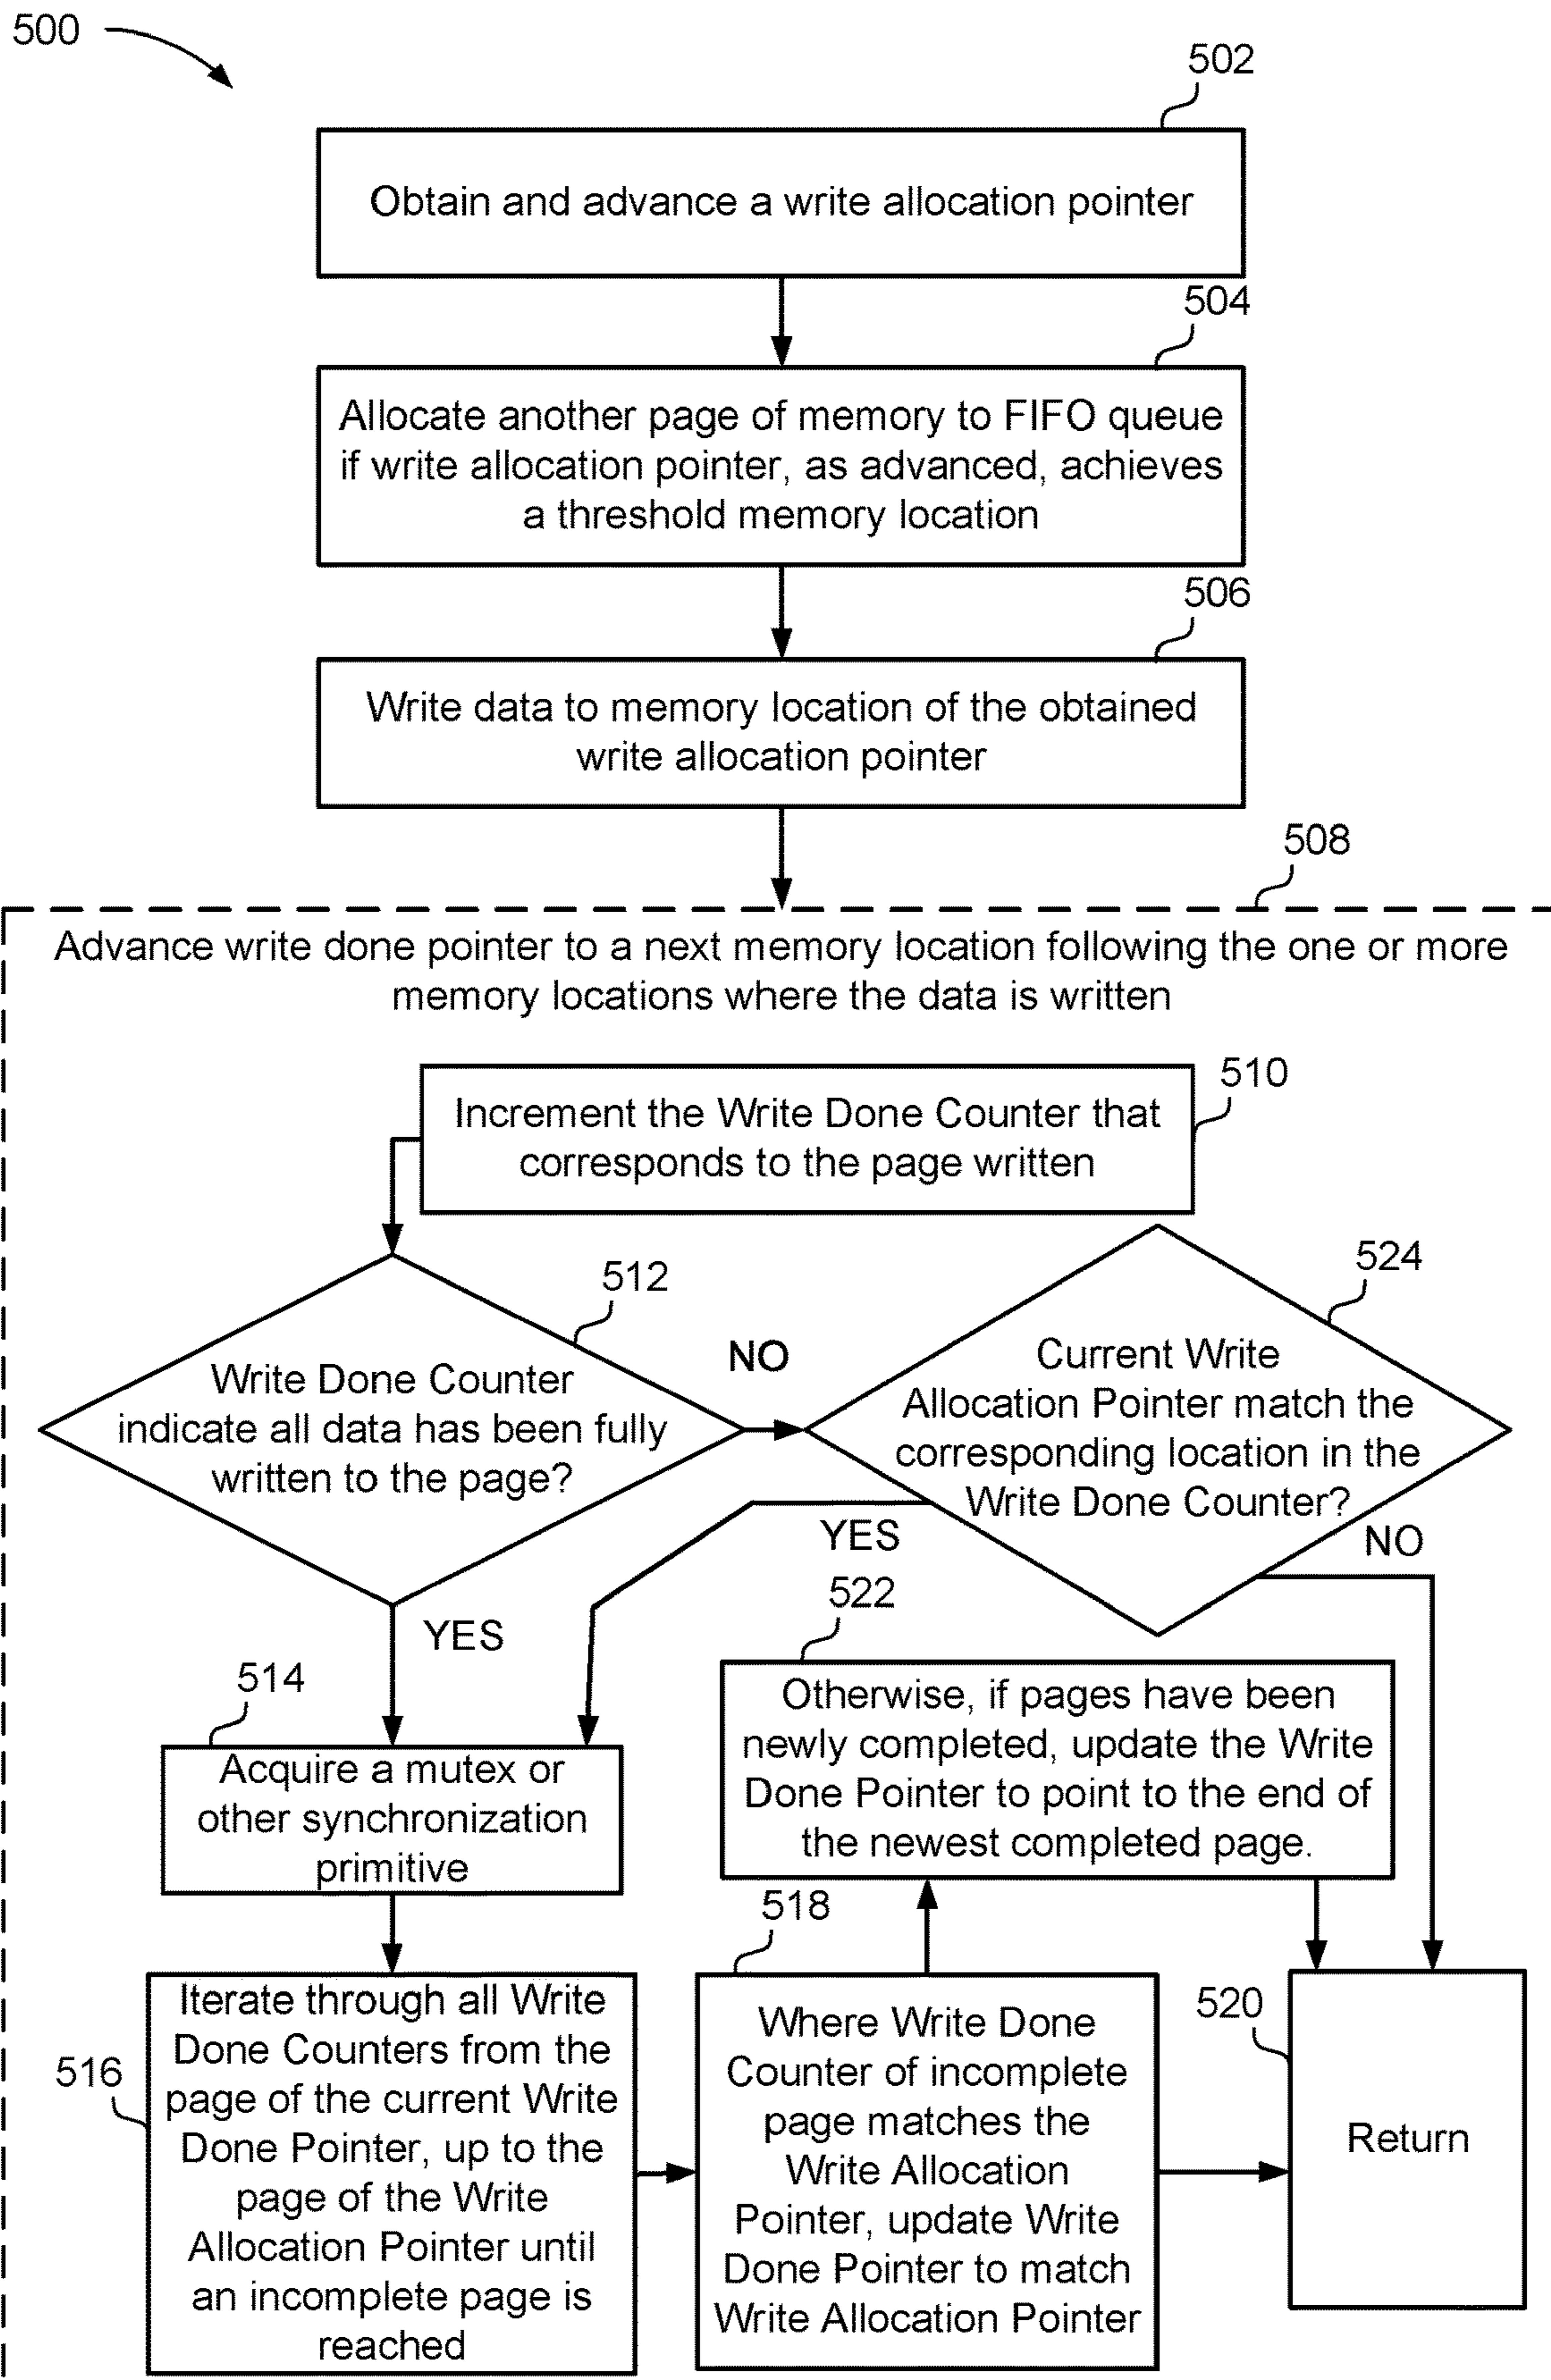 500
502
Obtain and advance a write allocation pointer
504
Allocate another page of memory to FIFO queue
if write allocation pointer, as advanced, achieves
a threshold memory location
506
Write data to memory location of the obtained
write allocation pointer
508
Advance write done pointer to a next memory location following the one or more
memory locations where the data is written
510
Increment the Write Done Counter that
corresponds to the page written
512
Write Done Counter
indicate all data has been fully
written to the page?
NO
YES
524
Current Write
Allocation Pointer match the
corresponding location in the
Write Done Counter?
YES
NO
514
Acquire a mutex or
other synchronization
primitive
522
Otherwise, if pages have been
newly completed, update the Write
Done Pointer to point to the end of
the newest completed page.
516
Iterate through all Write
Done Counters from the
page of the current Write
Done Pointer, up to the
page of the Write
Allocation Pointer until
an incomplete page is
reached
518
Where Write Done
Counter of incomplete
page matches the
Write Allocation
Pointer, update Write
Done Pointer to match
Write Allocation Pointer
520
Return